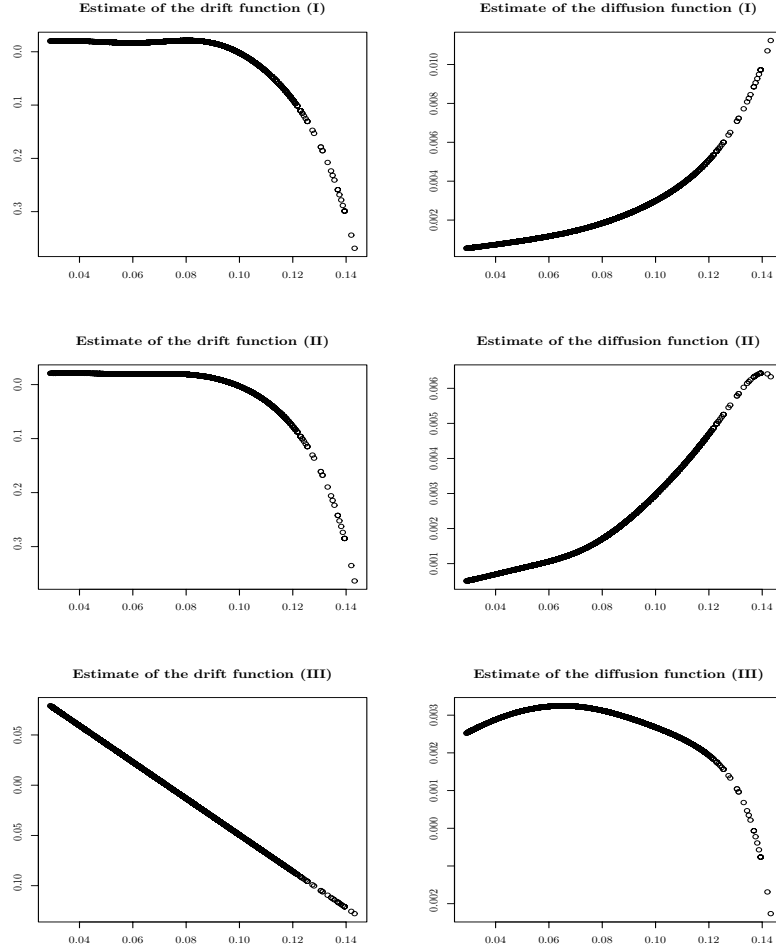 Estimate of the drift function (I)
0.0
0.1
0.2
0.3
0.04 0.06 0.08 0.10 0.12 0.14
Estimate of the diffusion function (I)
0.010
0.008
0.006
0.004
0.002
0.04 0.06 0.08 0.10 0.12 0.14
Estimate of the drift function (II)
0.0
0.1
0.2
0.3
0.04 0.06 0.08 0.10 0.12 0.14
Estimate of the diffusion function (II)
0.006
0.005
0.004
0.003
0.002
0.001
0.04 0.06 0.08 0.10 0.12 0.14
Estimate of the drift function (III)
0.05
0.00
0.05
0.10
0.04 0.06 0.08 0.10 0.12 0.14
Estimate of the diffusion function (III)
0.003
0.002
0.001
0.000
0.002
0.04 0.06 0.08 0.10 0.12 0.14